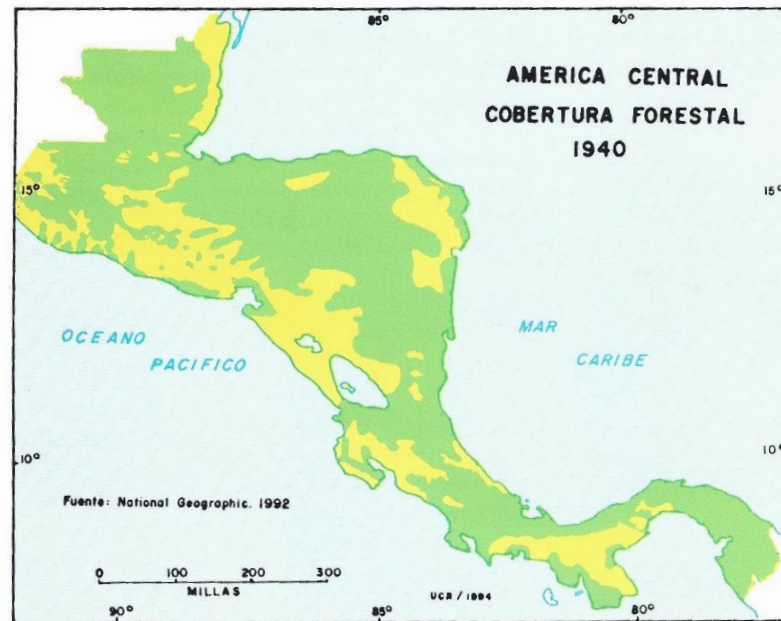 85°
80°
AMERICA CENTRAL
COBERTURA FORESTAL
1940
15°
15°
OCEANO
PACIFICO
MAR
CARIBE
10°
10°
Fuente: National Geographic. 1992
0 100 200 300
MILLAS
UCR / 1994
90°
85°
80°